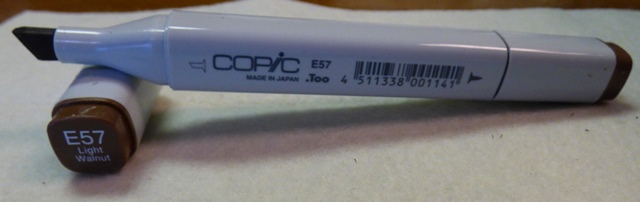 COPIC E57
MADE IN JAPAN .Too 4 511338 001141
E57
Light
Walnut